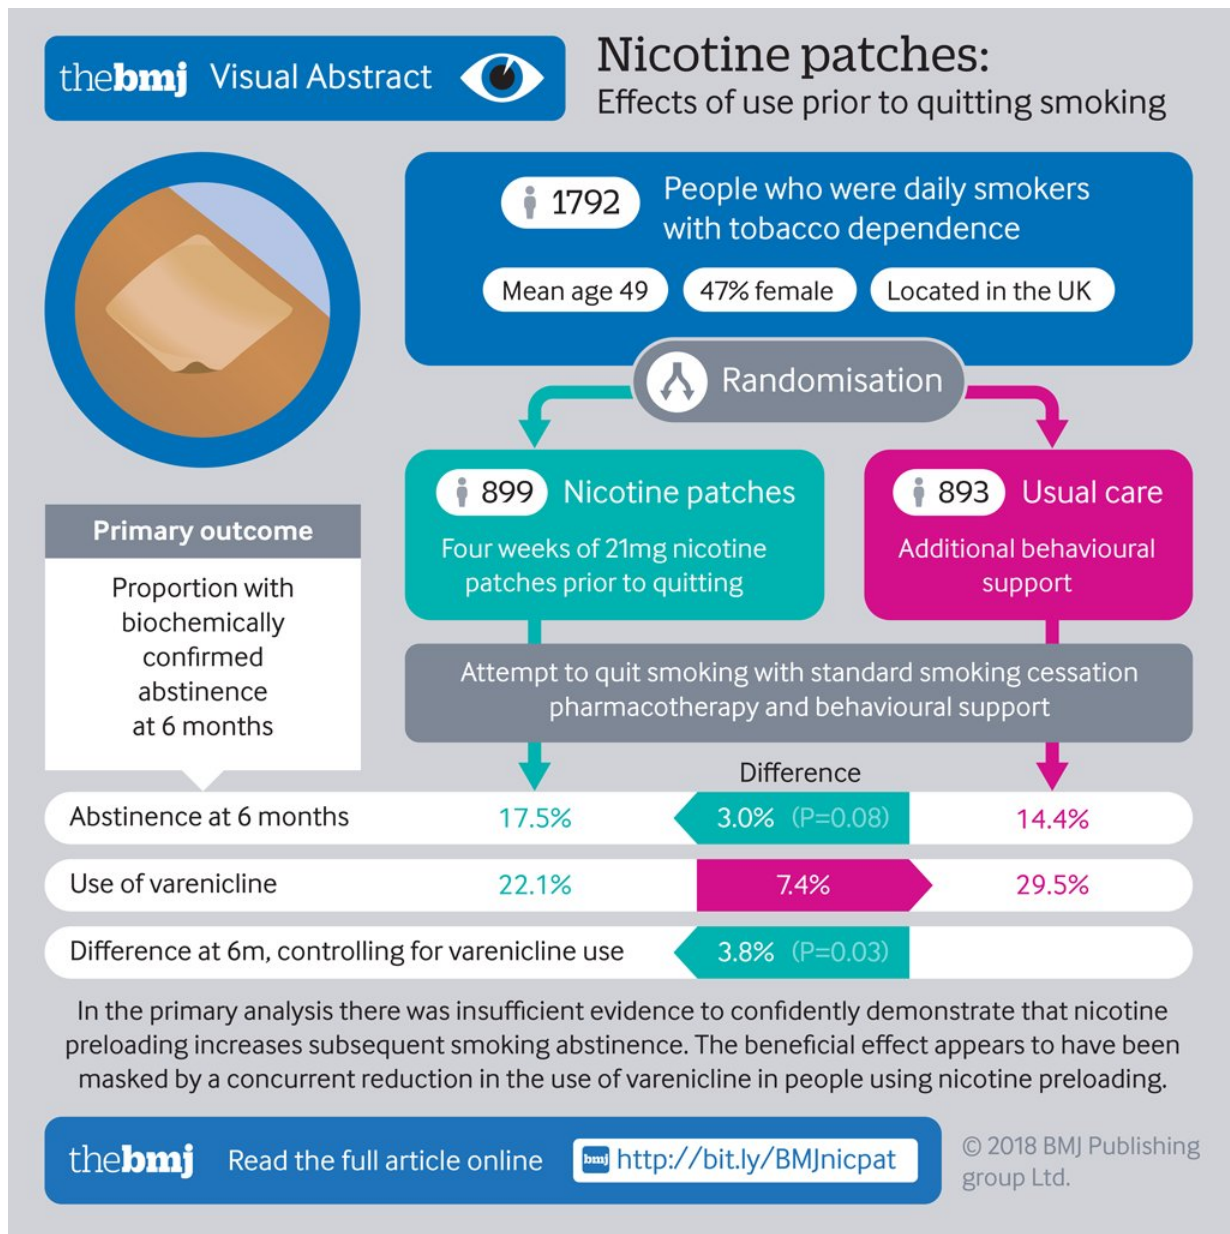 thebmj Visual Abstract
Nicotine patches:
Effects of use prior to quitting smoking
1792
People who were daily smokers
with tobacco dependence
Mean age 49
47% female
Located in the UK
Randomisation
899 Nicotine patches
Four weeks of 21mg nicotine
patches prior to quitting
893 Usual care
Additional behavioural
support
Primary outcome
Proportion with
biochemically
confirmed
abstinence
at 6 months
Attempt to quit smoking with standard smoking cessation
pharmacotherapy and behavioural support
Difference
Abstinence at 6 months 17.5% 3.0% (P=0.08) 14.4%
Use of varenicline 22.1% 7.4% 29.5%
Difference at 6m, controlling for varenicline use 3.8% (P=0.03)
In the primary analysis there was insufficient evidence to confidently demonstrate that nicotine
preloading increases subsequent smoking abstinence. The beneficial effect appears to have been
masked by a concurrent reduction in the use of varenicline in people using nicotine preloading.
thebmj Read the full article online bmj http://bit.ly/BMJnicpat
© 2018 BMJ Publishing
group Ltd.